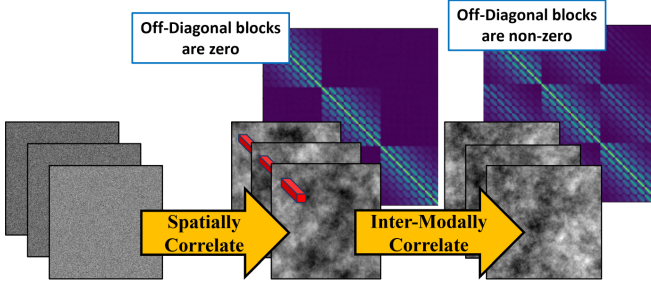 Off-Diagonal blocks
are zero
Off-Diagonal blocks
are non-zero
Spatially
Correlate
Inter-Modally
Correlate